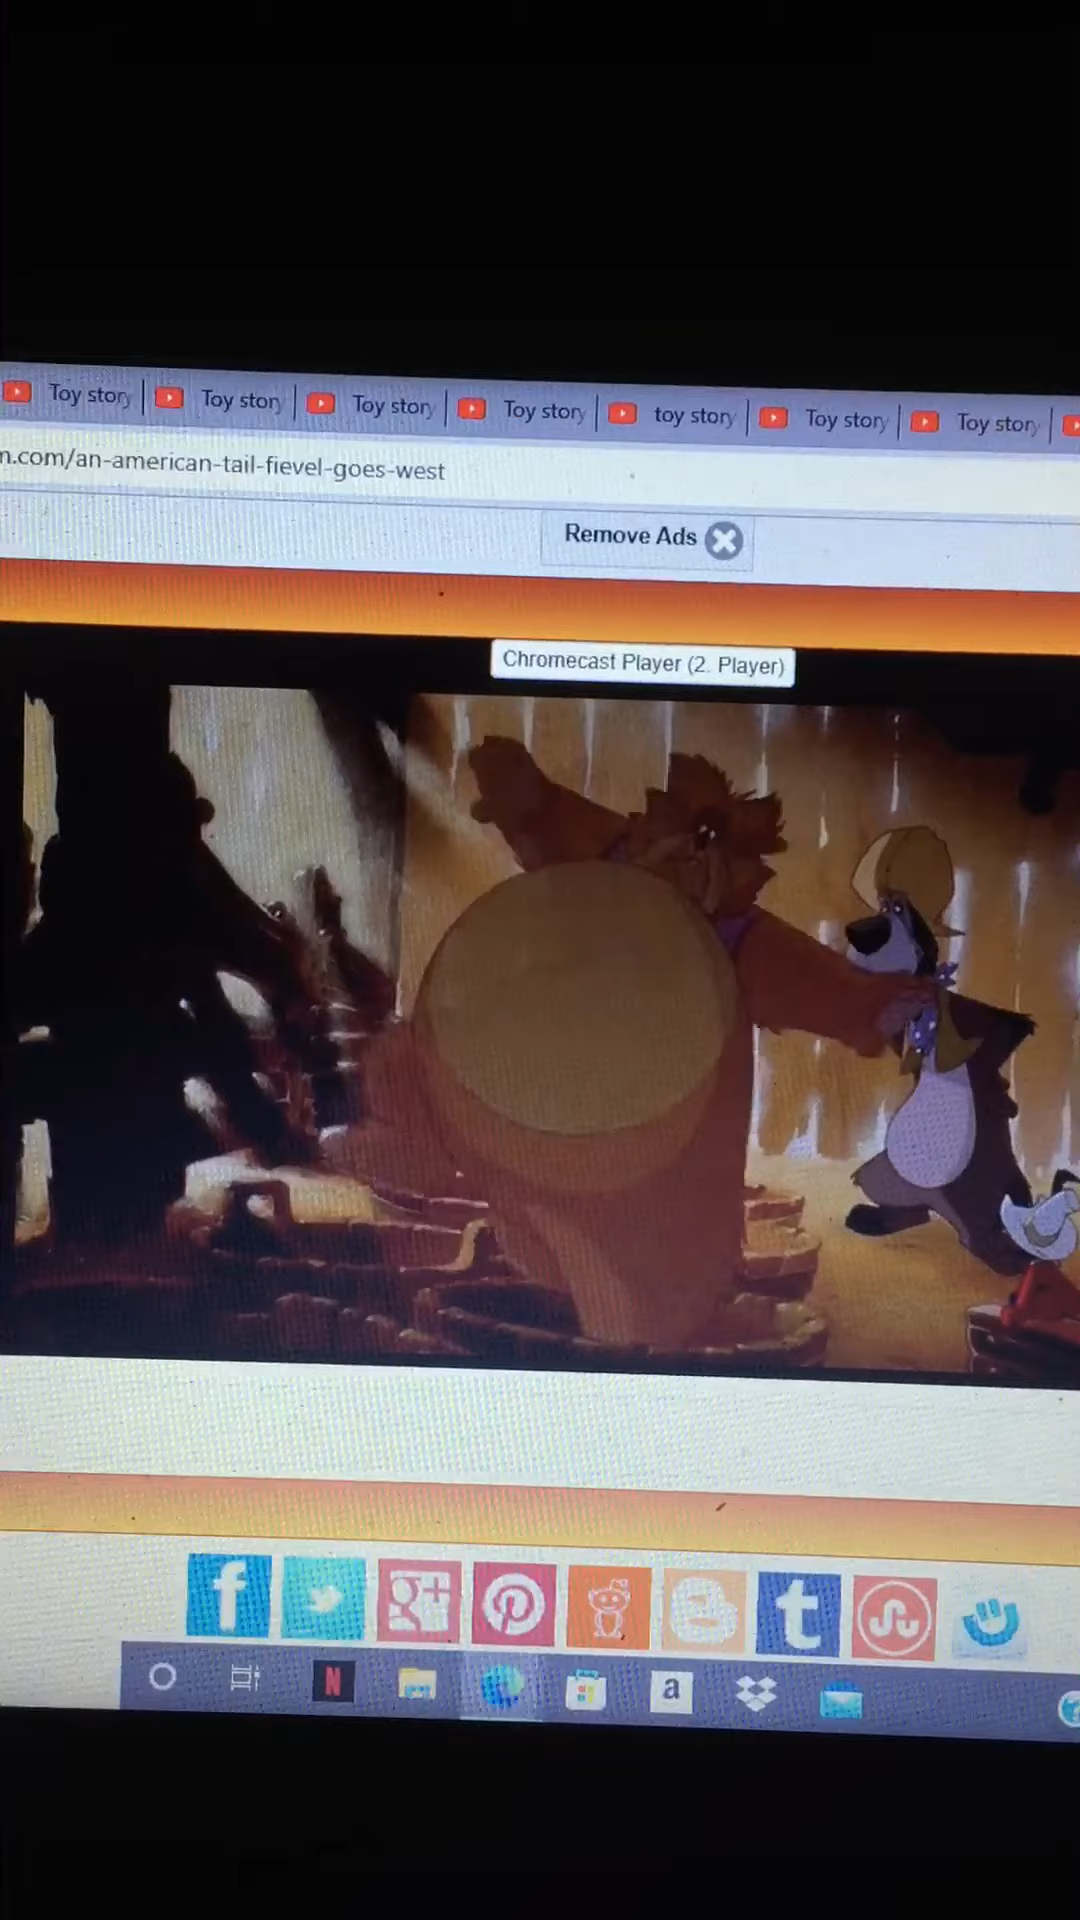 Toy story Toy story Toy story Toy story toy story Toy story Toy story
m.com/an-american-tail-fievel-goes-west
Remove Ads
Chromecast Player (2. Player)
f g+ t
N a